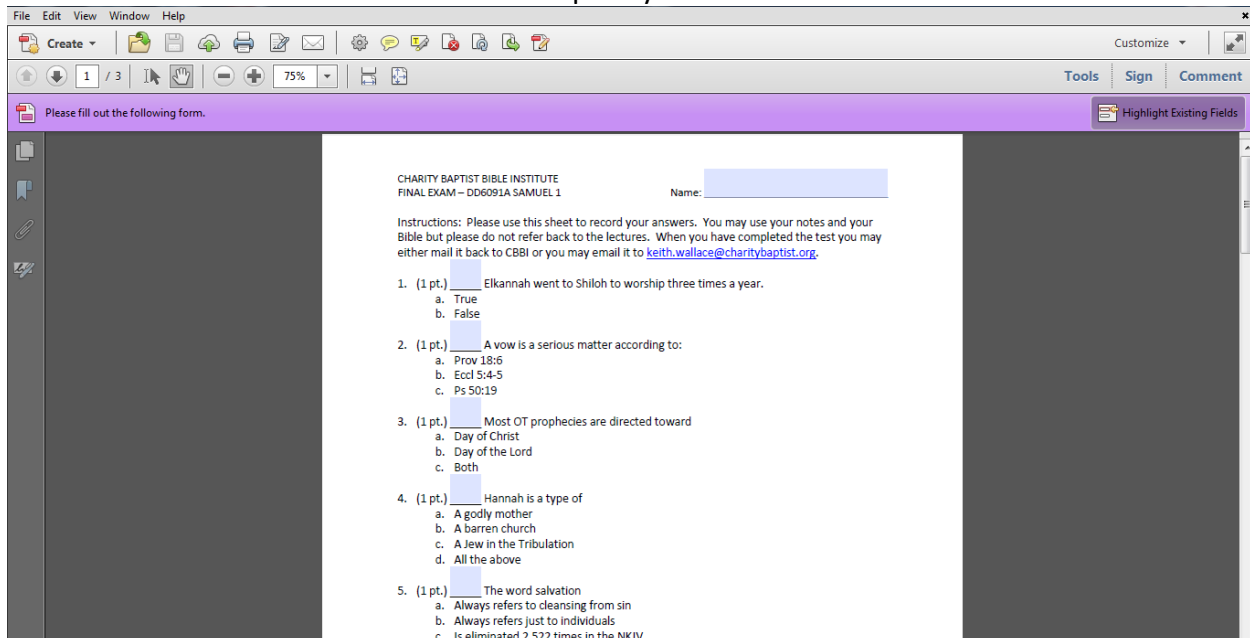 File Edit View Window Help
Create
Customize
1 / 3
75%
Tools Sign Comment
Please fill out the following form.
Highlight Existing Fields
CHARITY BAPTIST BIBLE INSTITUTE
FINAL EXAM – DD6091A SAMUEL 1 Name:
Instructions: Please use this sheet to record your answers. You may use your notes and your
Bible but please do not refer back to the lectures. When you have completed the test you may
either mail it back to CBBI or you may email it to keith.wallace@charitybaptist.org.
1. (1 pt.) _____ Elkannah went to Shiloh to worship three times a year.
a. True
b. False
2. (1 pt.) _____ A vow is a serious matter according to:
a. Prov 18:6
b. Eccl 5:4-5
c. Ps 50:19
3. (1 pt.) _____ Most OT prophecies are directed toward
a. Day of Christ
b. Day of the Lord
c. Both
4. (1 pt.) _____ Hannah is a type of
a. A godly mother
b. A barren church
c. A Jew in the Tribulation
d. All the above
5. (1 pt.) _____ The word salvation
a. Always refers to cleansing from sin
b. Always refers just to individuals
c. Is eliminated 2,522 times in the NKJV